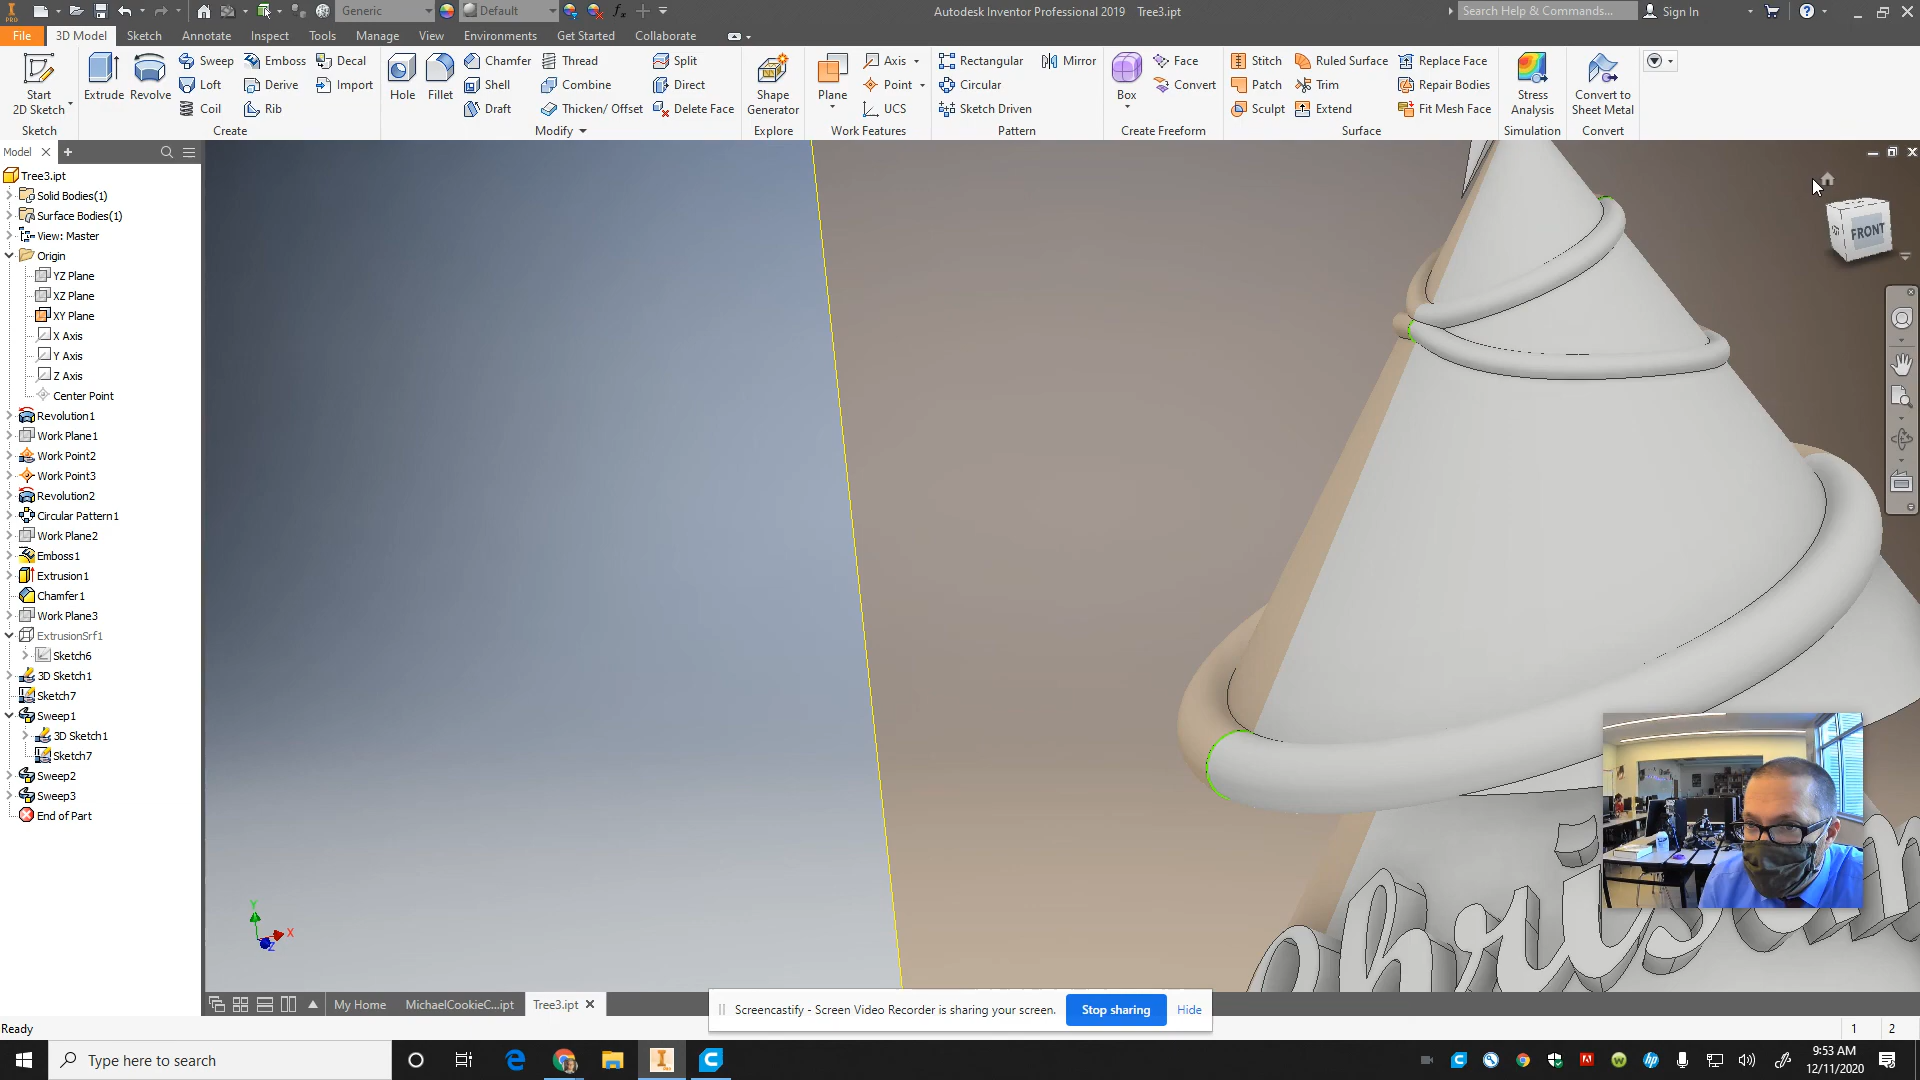 PRO
Generic
Default
Autodesk Inventor Professional 2019 Tree3.ipt
Search Help & Commands...
Sign In
File
3D Model
Sketch
Annotate
Inspect
Tools
Manage
View
Environments
Get Started
Collaborate
Start
2D Sketch
Sketch
Extrude
Revolve
Sweep
Emboss
Decal
Loft
Derive
Import
Coil
Rib
Create
Hole
Fillet
Chamfer
Thread
Split
Shell
Combine
Direct
Draft
Thicken/ Offset
Delete Face
Modify
Shape
Generator
Explore
Plane
Axis
Point
UCS
Work Features
Rectangular
Mirror
Circular
Sketch Driven
Pattern
Box
Face
Convert
Create Freeform
Stitch
Ruled Surface
Replace Face
Patch
Trim
Repair Bodies
Sculpt
Extend
Fit Mesh Face
Surface
Stress
Analysis
Simulation
Convert to
Sheet Metal
Convert
Model
Tree3.ipt
Solid Bodies(1)
Surface Bodies(1)
View: Master
Origin
YZ Plane
XZ Plane
XY Plane
X Axis
Y Axis
Z Axis
Center Point
Revolution1
Work Plane1
Work Point2
Work Point3
Revolution2
Circular Pattern1
Work Plane2
Emboss1
Extrusion1
Chamfer1
Work Plane3
ExtrusionSrf1
Sketch6
3D Sketch1
Sketch7
Sweep1
3D Sketch1
Sketch7
Sweep2
Sweep3
End of Part
FRONT
Y
X
Z
My Home
MichaelCookieC...ipt
Tree3.ipt
Screencastify - Screen Video Recorder is sharing your screen.
Stop sharing
Hide
Ready
1
2
Type here to search
9:53 AM
12/11/2020